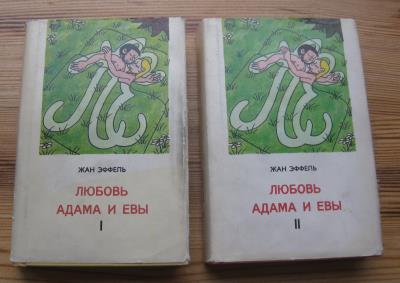 ЖАН ЭФФЕЛЬ
ЛЮБОВЬ
АДАМА И ЕВЫ
I
ЖАН ЭФФЕЛЬ
ЛЮБОВЬ
АДАМА И ЕВЫ
II